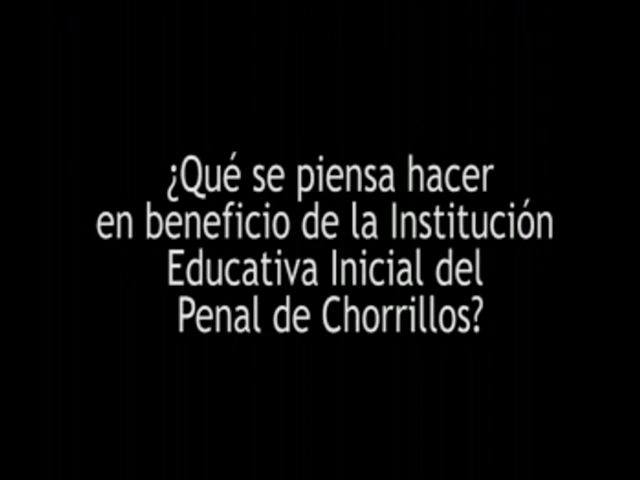 ¿Qué se piensa hacer
en beneficio de la Institución
Educativa Inicial del
Penal de Chorrillos?